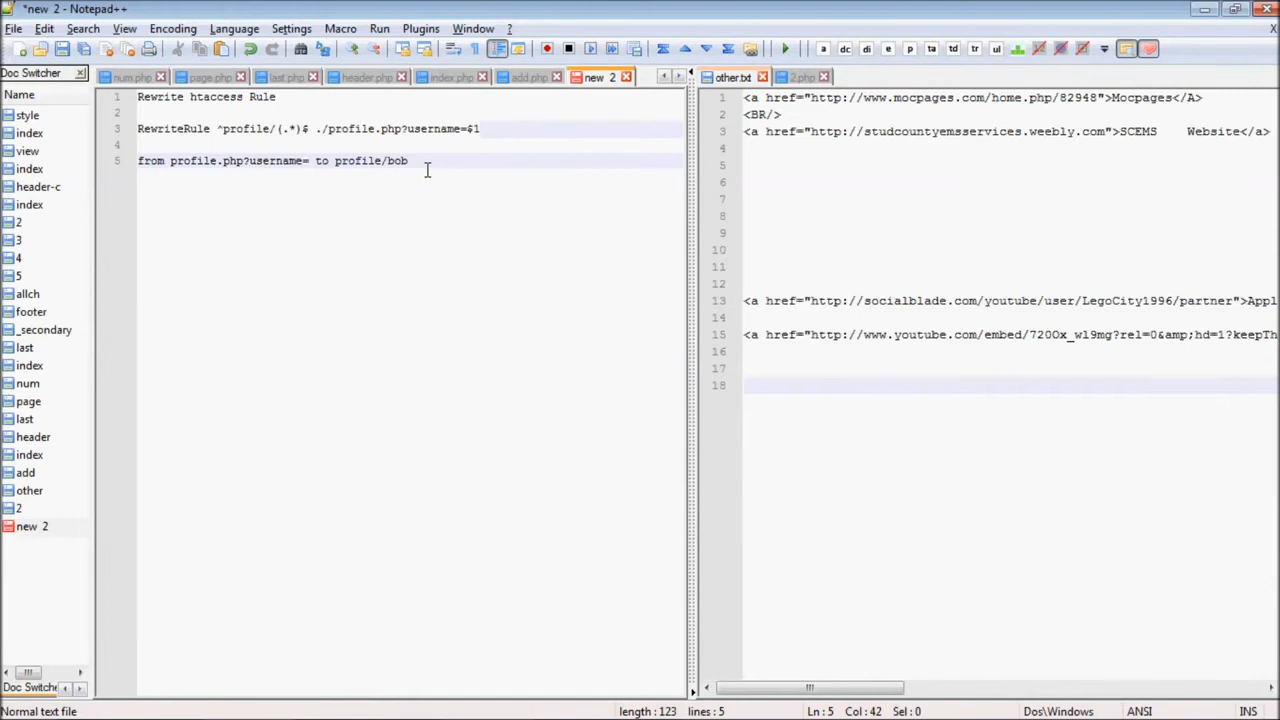 *new 2 - Notepad++
File Edit Search View Encoding Language Settings Macro Run Plugins Window ? X
a dc di e p ta td tr ul
Doc Switcher
num.php page.php last.php header.php index.php add.php new 2
other.txt 2.php
Name
style
index
view
index
header-c
index
2
3
4
5
allch
footer
_secondary
last
index
num
page
last
header
index
add
other
2
new 2
Doc Switche
1 Rewrite htaccess Rule
2
3 RewriteRule ^profile/(.*)$ ./profile.php?username=$1
4
5 from profile.php?username= to profile/bob
1 <a href="http://www.mocpages.com/home.php/82948">Mocpages</A>
2 <BR/>
3 <a href="http://studcountyemsservices.weebly.com">SCEMS Website</a>
4
5
6
7
8
9
10
11
12
13 <a href="http://socialblade.com/youtube/user/LegoCity1996/partner">Appl
14
15 <a href="http://www.youtube.com/embed/720Ox_wl9mg?rel=0&amp;hd=1?keepTh
16
17
18
Normal text file length : 123 lines : 5 Ln : 5 Col : 42 Sel : 0 Dos\Windows ANSI INS